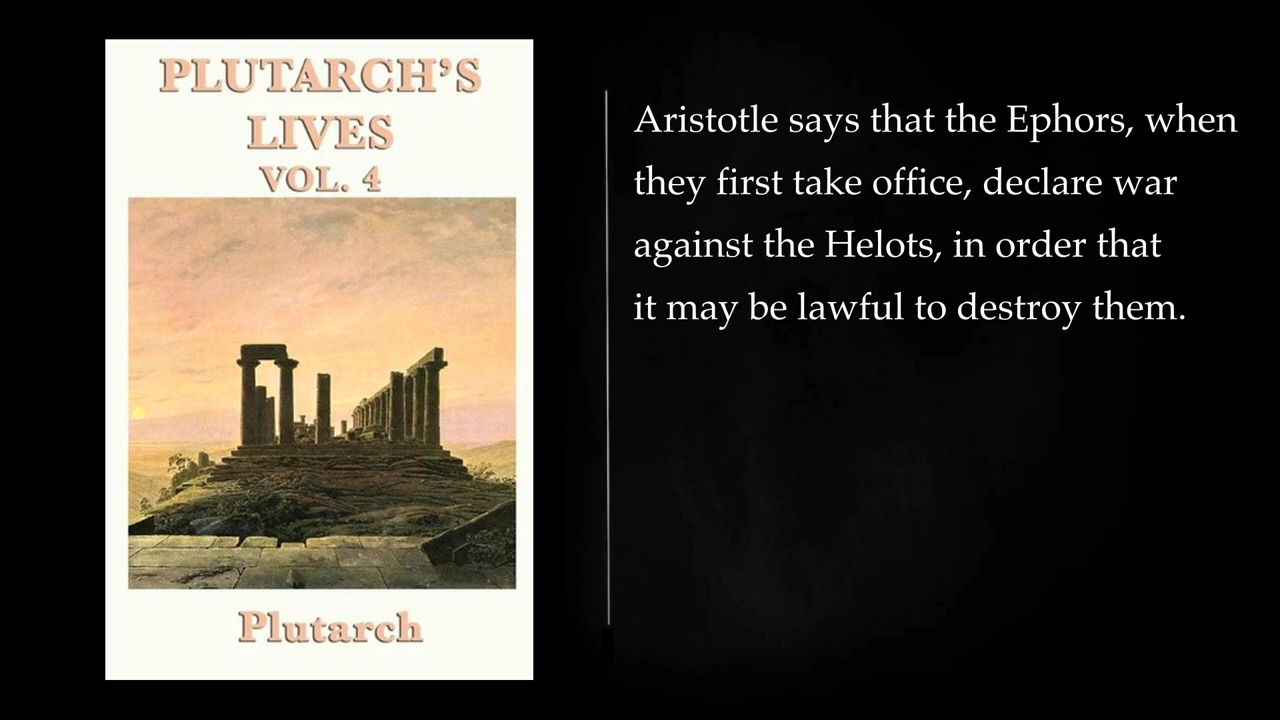 PLUTARCH'S
LIVES
VOL. 4
Plutarch
Aristotle says that the Ephors, when
they first take office, declare war
against the Helots, in order that
it may be lawful to destroy them.